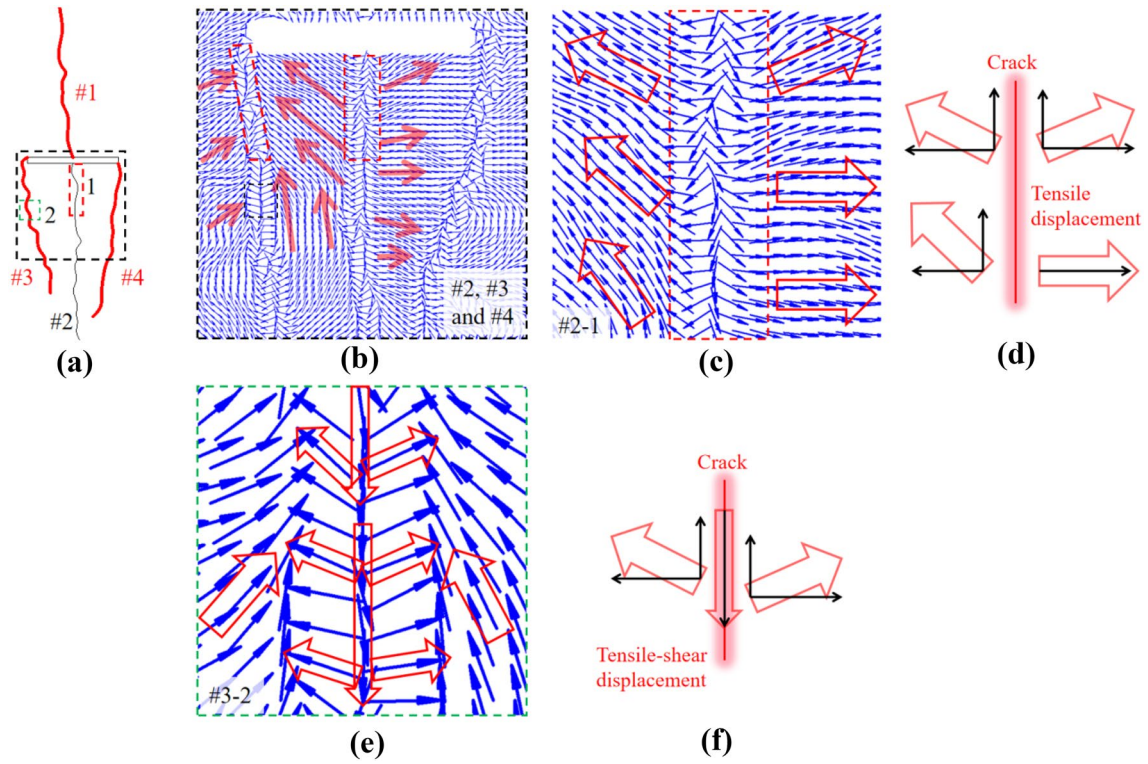 #1
1
2
#3
#4
#2
(a)
#2, #3
and #4
(b)
#2-1
(c)
Crack
Tensile
displacement
(d)
#3-2
(e)
Crack
Tensile-shear
displacement
(f)